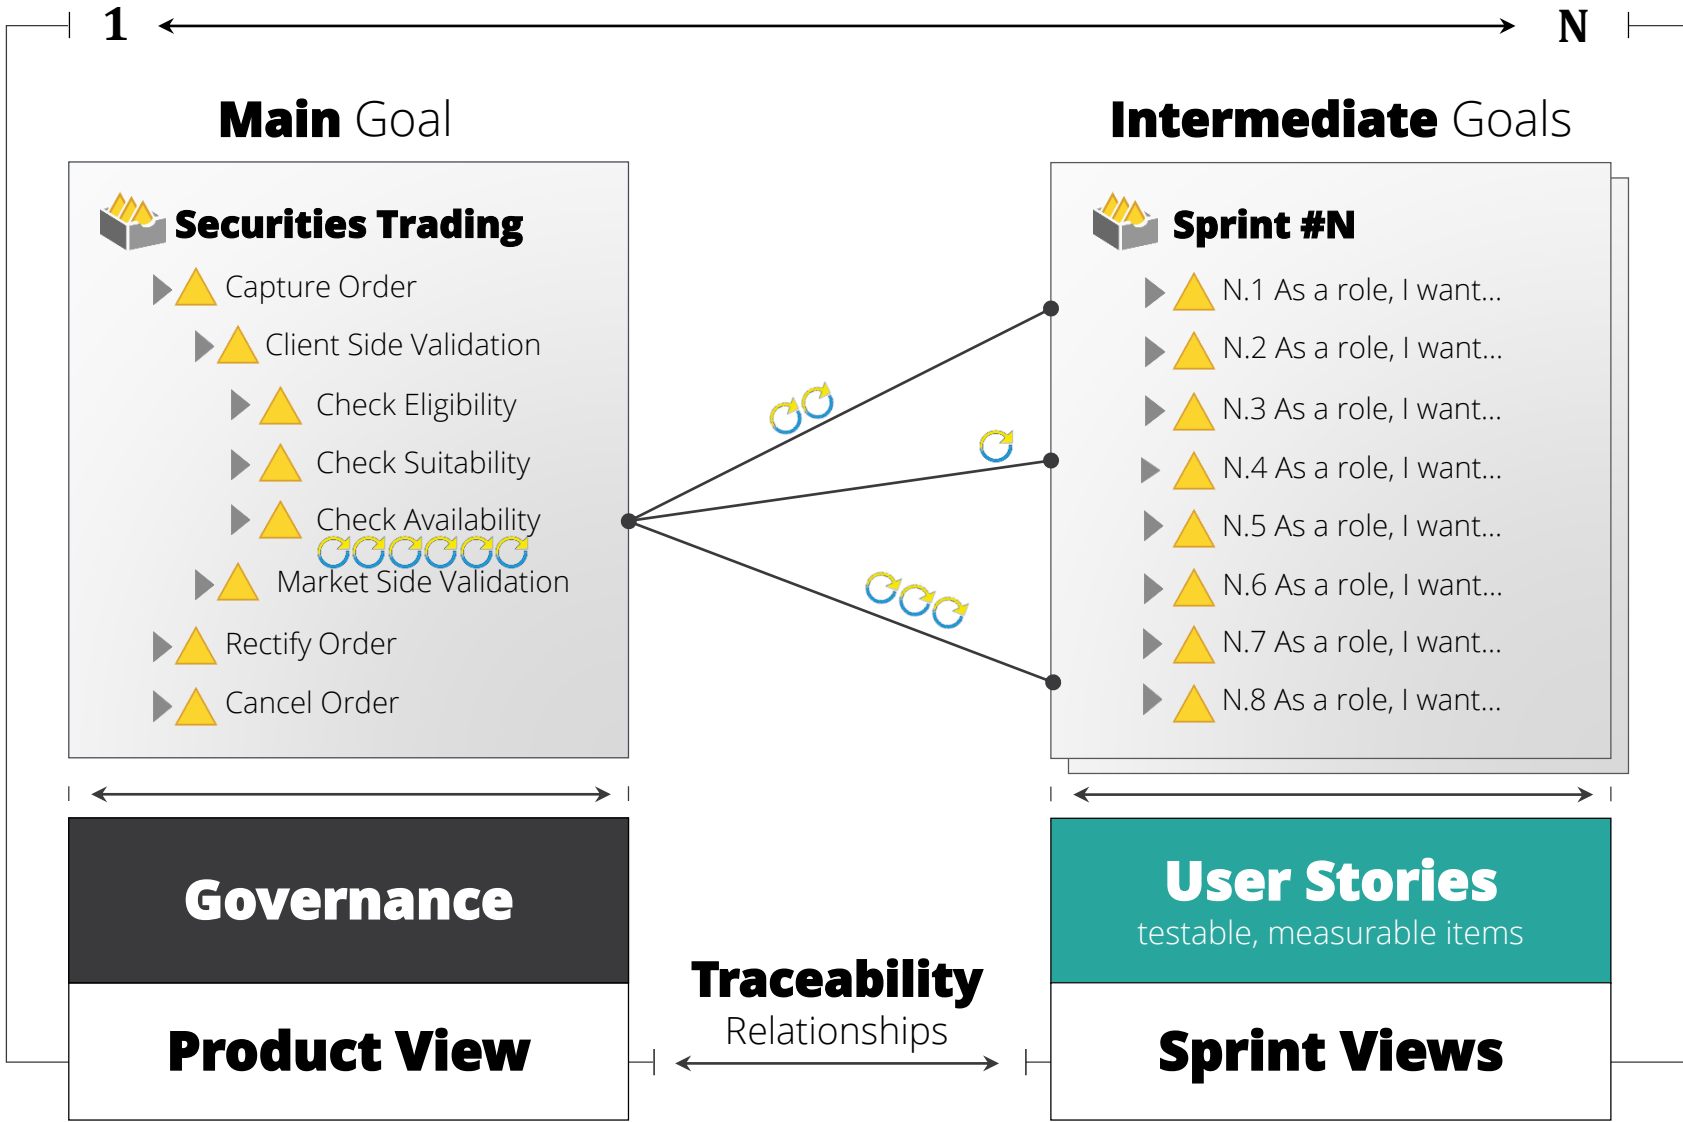 1
N
Main Goal
Securities Trading
Capture Order
Client Side Validation
Check Eligibility
Check Suitability
Check Availability
Market Side Validation
Rectify Order
Cancel Order
Intermediate Goals
Sprint #N
N.1 As a role, I want...
N.2 As a role, I want...
N.3 As a role, I want...
N.4 As a role, I want...
N.5 As a role, I want...
N.6 As a role, I want...
N.7 As a role, I want...
N.8 As a role, I want...
Governance
Product View
Traceability
Relationships
User Stories
testable, measurable items
Sprint Views